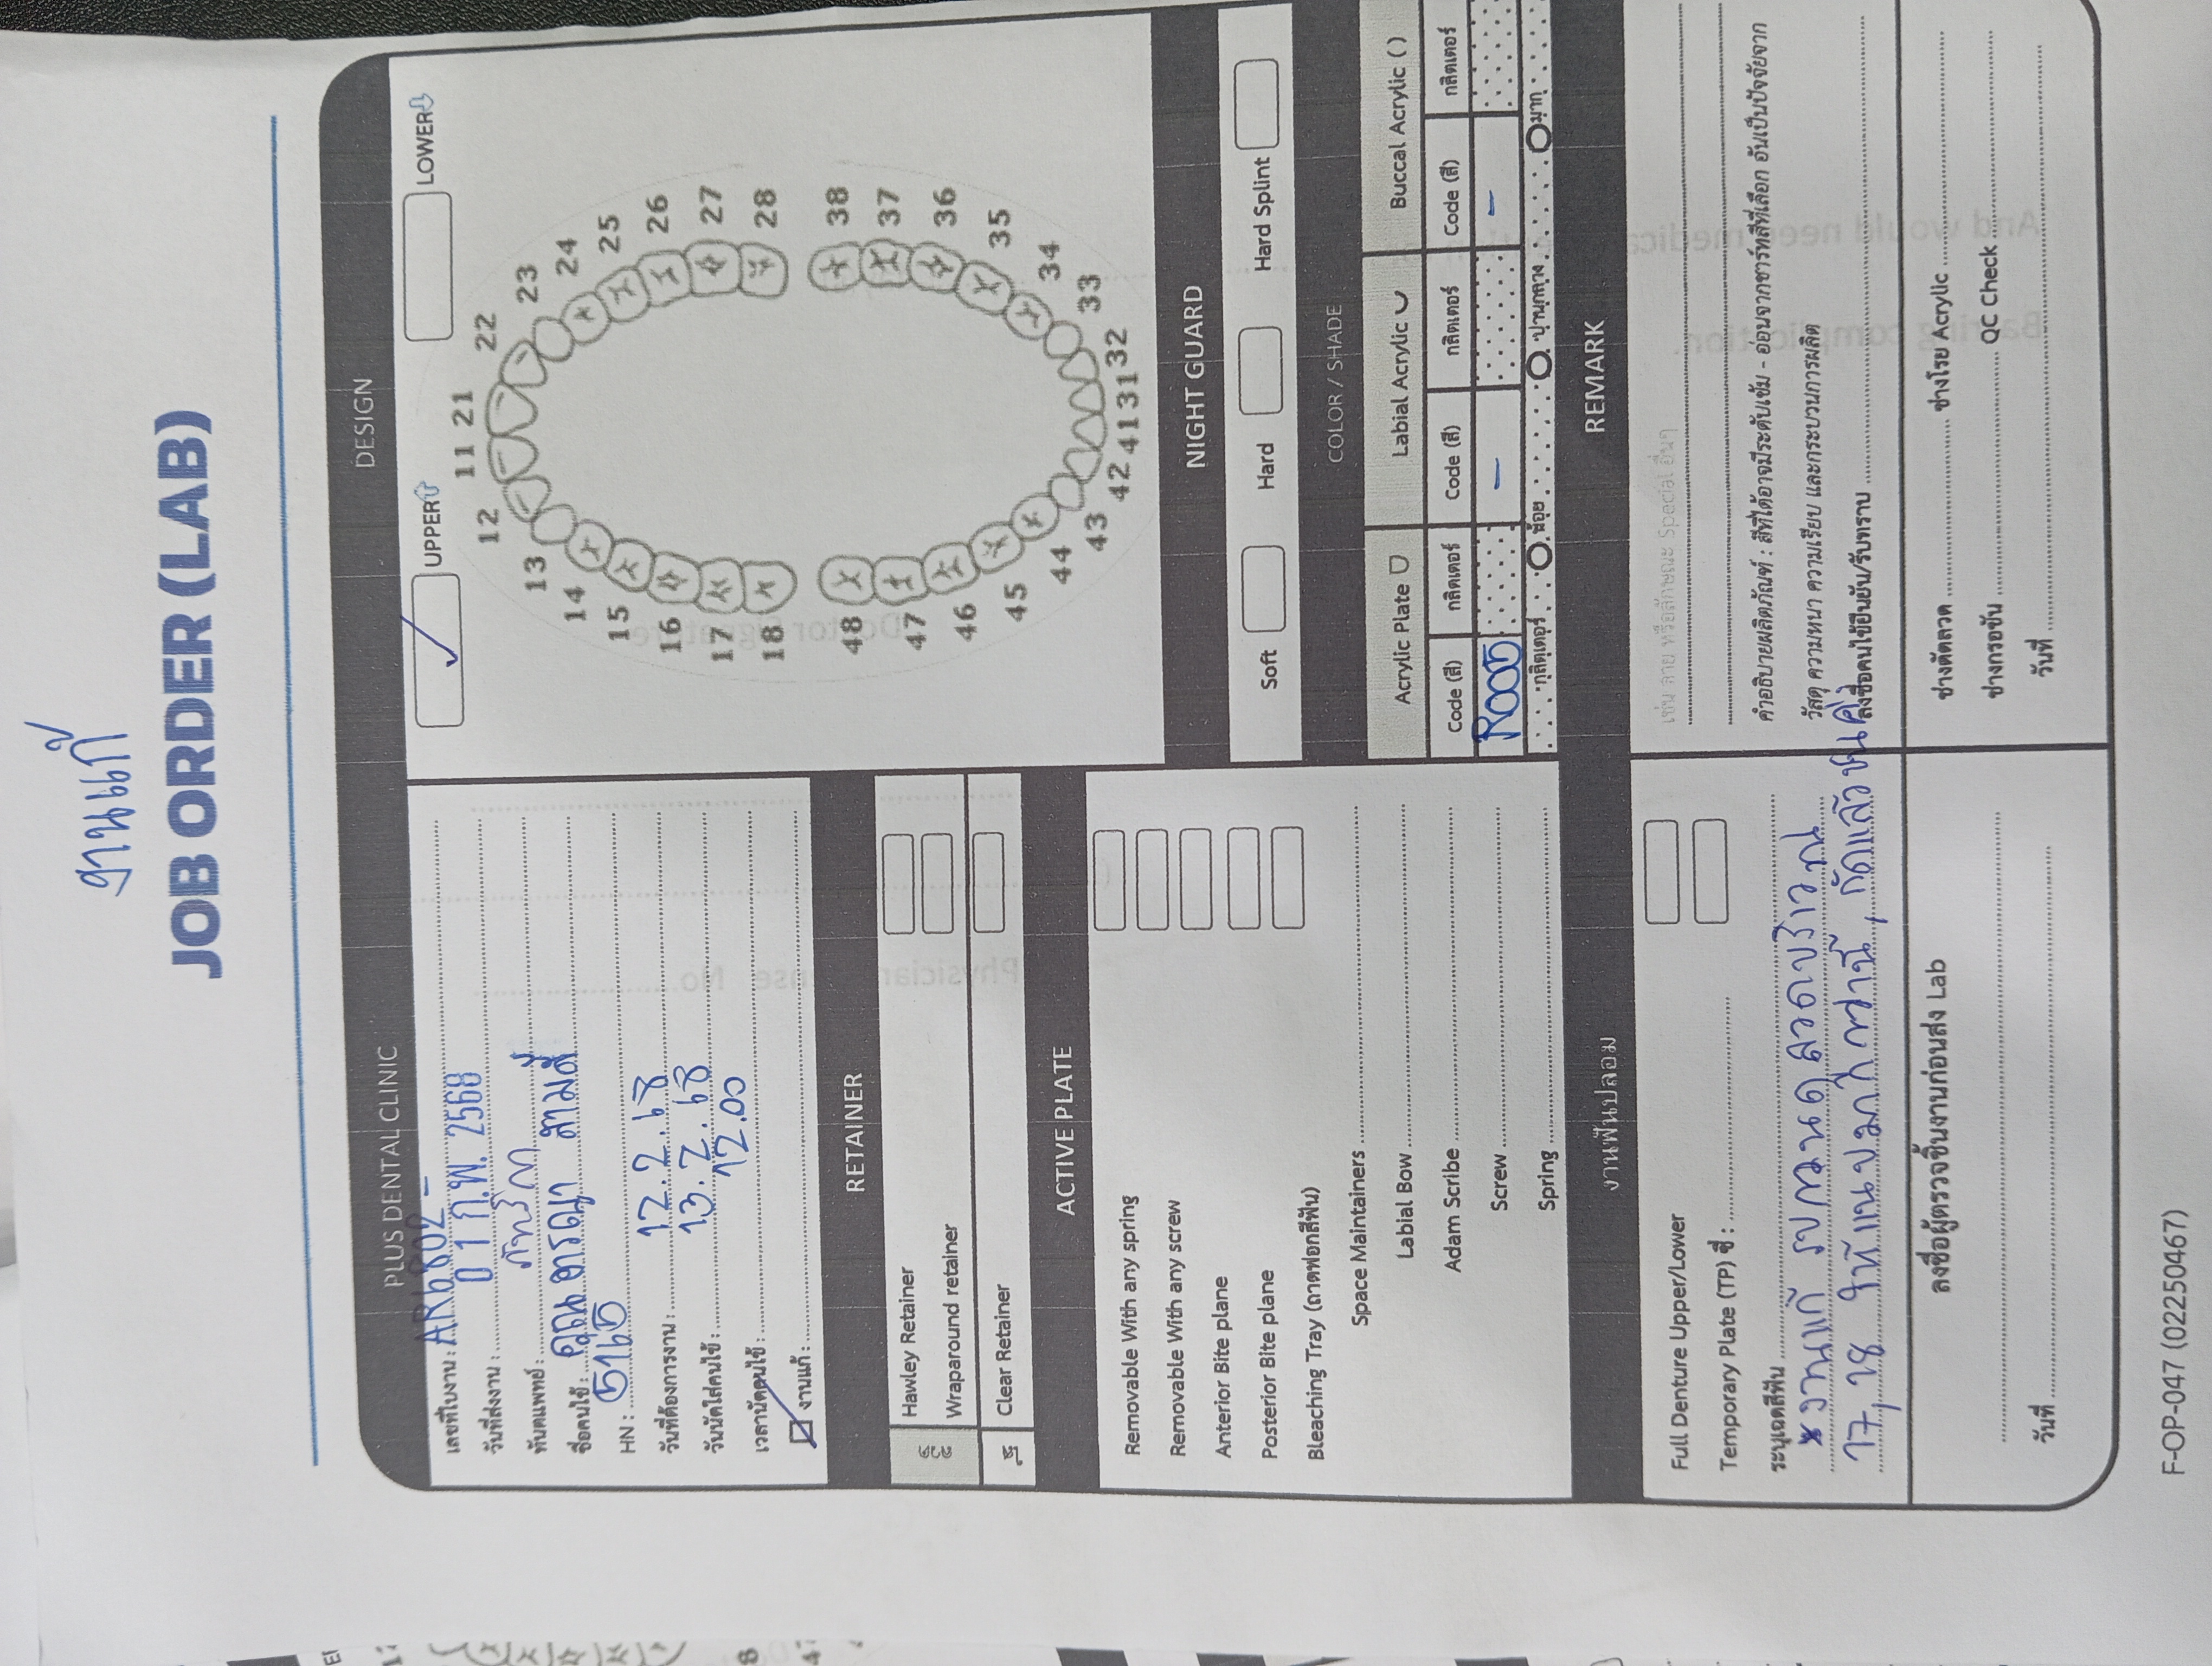 งานแก้
JOB ORDER (LAB)
PLUS DENTAL CLINIC
เลขที่ใบงาน : AR6802 -
วันที่ส่งงาน : 01 ก.พ. 2568
ทันตแพทย์ : ภัทริกา
ชื่อคนไข้ : คุณ อารญา สามสี
HN : 5165
วันที่ต้องการงาน : 12.2.68
วันนัดใส่คนไข้ : 13.2.68
เวลานัดคนไข้ : 12.00
งานแก้ :
RETAINER
ลวด
Hawley Retainer
Wraparound retainer
ใส
Clear Retainer
ACTIVE PLATE
Removable With any spring
Removable With any screw
Anterior Bite plane
Posterior Bite plane
Bleaching Tray (ถาดฟอกสีฟัน)
Space Maintainers
Labial Bow
Adam Scribe
Screw
Spring
งานฟันปลอม
Full Denture Upper/Lower
Temporary Plate (TP) ซี่ :
ระบุเฉดสีฟัน
*งานแก้ รบกวนดูลวดบริเวณ
17, 18 ให้แนบมากกว่านี้, กัดแล้วชนคู่
ลงชื่อผู้ตรวจชิ้นงานก่อนส่ง Lab
วันที่
DESIGN
UPPER
LOWER
11 21
12 22
13 23
14 24
15 25
16 26
17 27
18 28
48 38
47 37
46 36
45 35
44 34
43 33
42 41 31 32
NIGHT GUARD
Soft Hard Hard Splint
COLOR / SHADE
Acrylic Plate Labial Acrylic Buccal Acrylic ( )
Code (สี) กลิตเตอร์ Code (สี) กลิตเตอร์ Code (สี) กลิตเตอร์
R005 - -
กลิตเตอร์ น้อย ปานกลาง มาก
REMARK
เช่น ลาย หรือลักษณะ Special อื่นๆ
คำอธิบายผลิตภัณฑ์ : สีที่ได้อาจมีระดับเข้ม - อ่อนจากชาร์ทสีที่เลือก อันเป็นปัจจัยจาก
วัสดุ ความหนา ความเรียบ และกระบวนการผลิต
ลงชื่อคนไข้ยืนยัน/รับทราบ
ช่างดัดลวด ช่างโรย Acrylic
ช่างกรอขัน QC Check
วันที่
F-OP-047 (02250467)